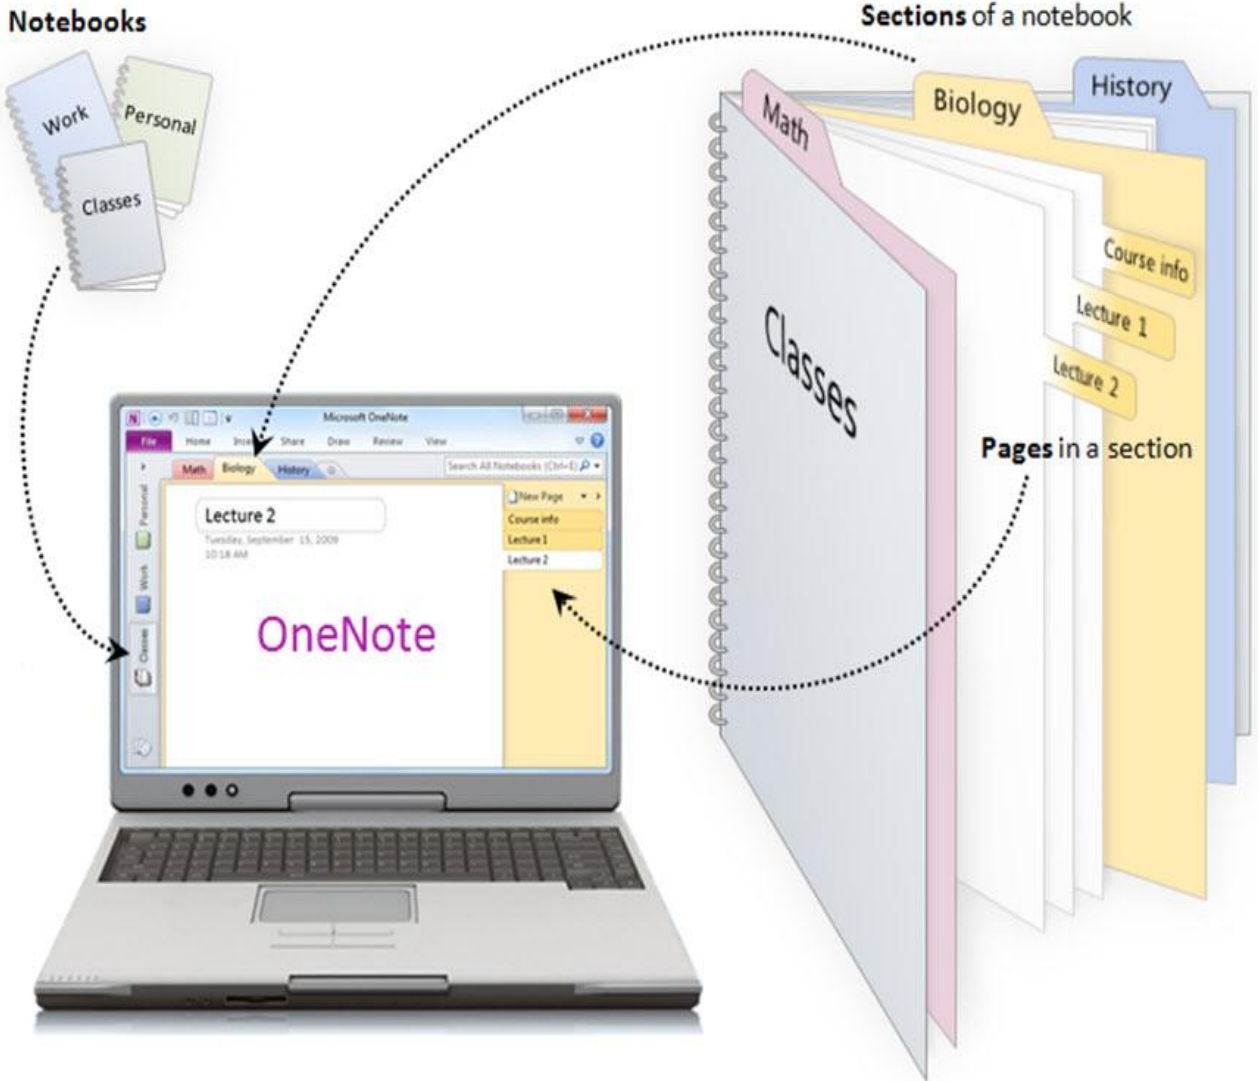 Notebooks
Work
Personal
Classes
Sections of a notebook
Math
Biology
History
Course info
Lecture 1
Lecture 2
Classes
Pages in a section
Microsoft OneNote
File Home Insert Share Draw Review View
Math Biology History
Search All Notebooks (Ctrl+E)
Personal
Work
Classes
Lecture 2
Tuesday, September 15, 2009
10:18 AM
OneNote
New Page
Course info
Lecture 1
Lecture 2